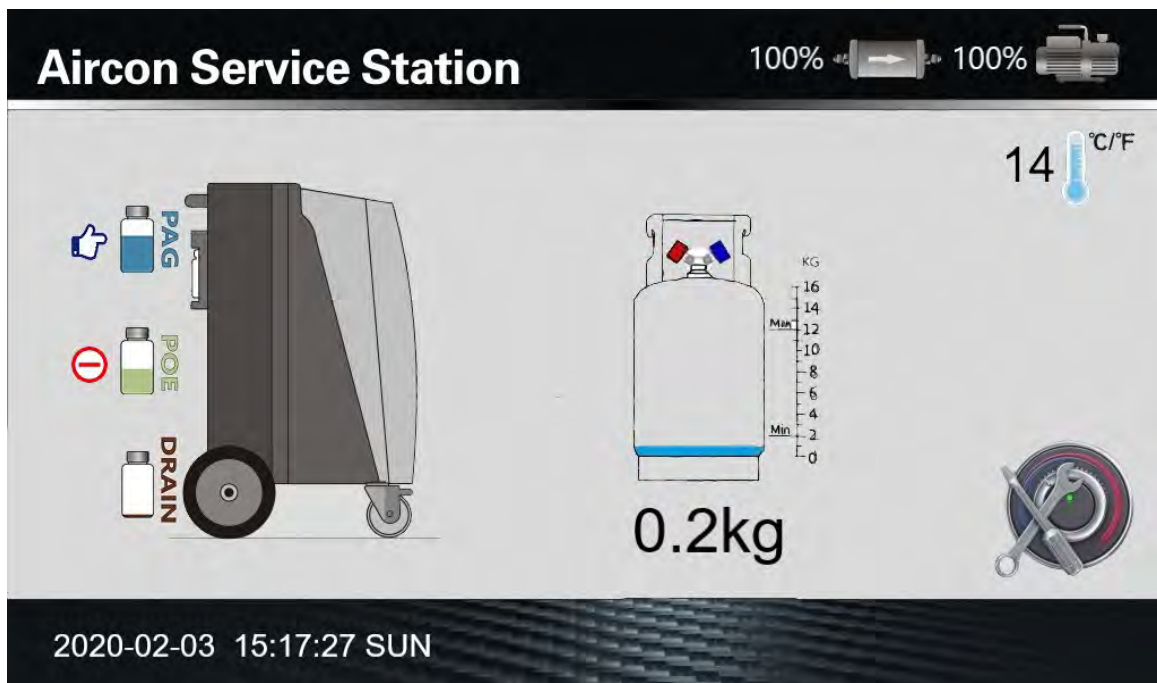 Aircon Service Station
100%
100%
14
°C/°F
PAG
POE
DRAIN
KG
16
14
Max
12
10
8
6
4
Min
2
0
0.2kg
2020-02-03 15:17:27 SUN